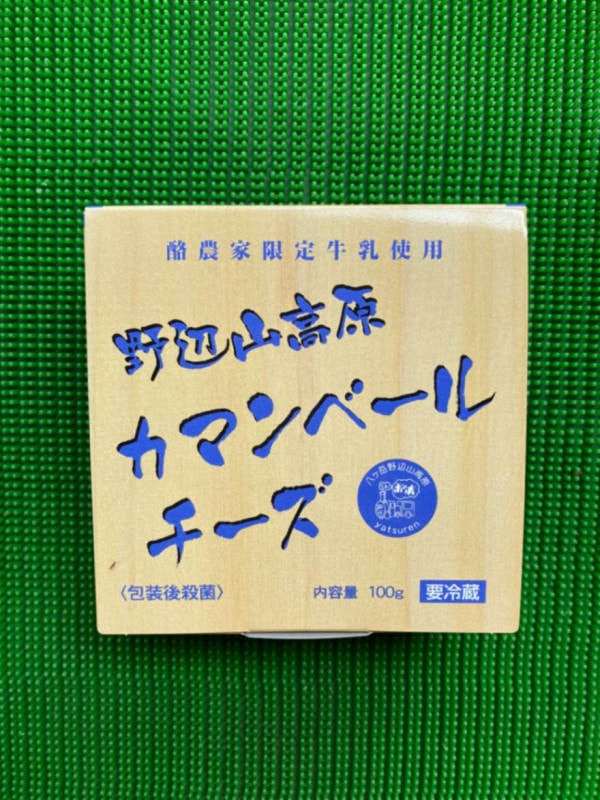 酪農家限定牛乳使用
野辺山高原
カマンベール
チーズ
八ヶ岳野辺山高原
yatsuren
〈包装後殺菌〉
内容量 100g
要冷蔵